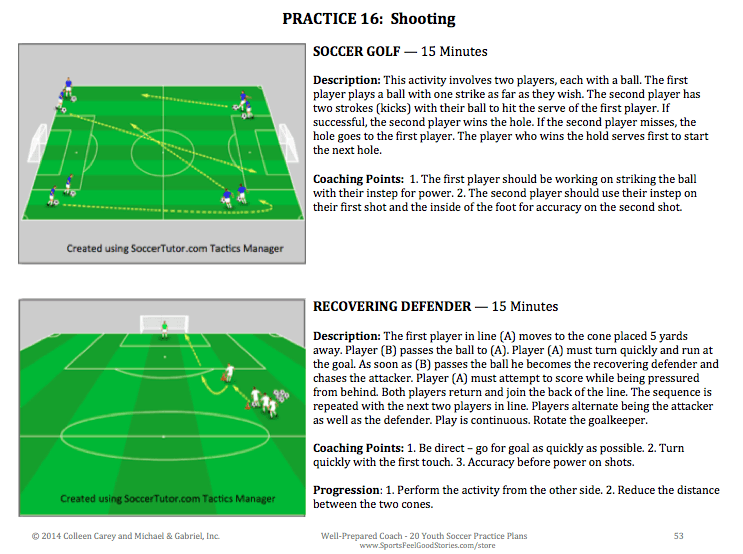 PRACTICE 16:  Shooting
SOCCER GOLF — 15 Minutes
Description: This activity involves two players, each with a ball. The first
player plays a ball with one strike as far as they wish. The second player has
two strokes (kicks) with their ball to hit the serve of the first player. If
successful, the second player wins the hole. If the second player misses, the
hole goes to the first player. The player who wins the hold serves first to start
the next hole.
Coaching Points:  1. The first player should be working on striking the ball
with their instep for power. 2. The second player should use their instep on
their first shot and the inside of the foot for accuracy on the second shot.
Created using SoccerTutor.com Tactics Manager
RECOVERING DEFENDER — 15 Minutes
Description: The first player in line (A) moves to the cone placed 5 yards
away. Player (B) passes the ball to (A). Player (A) must turn quickly and run at
the goal. As soon as (B) passes the ball he becomes the recovering defender and
chases the attacker. Player (A) must attempt to score while being pressured
from behind. Both players return and join the back of the line. The sequence is
repeated with the next two players in line. Players alternate being the attacker
as well as the defender. Play is continuous. Rotate the goalkeeper.
Coaching Points: 1. Be direct – go for goal as quickly as possible. 2. Turn
quickly with the first touch. 3. Accuracy before power on shots.
Progression: 1. Perform the activity from the other side. 2. Reduce the distance
between the two cones.
Created using SoccerTutor.com Tactics Manager
© 2014 Colleen Carey and Michael & Gabriel, Inc.
Well-Prepared Coach - 20 Youth Soccer Practice Plans
53
www.SportsFeelGoodStories.com/store